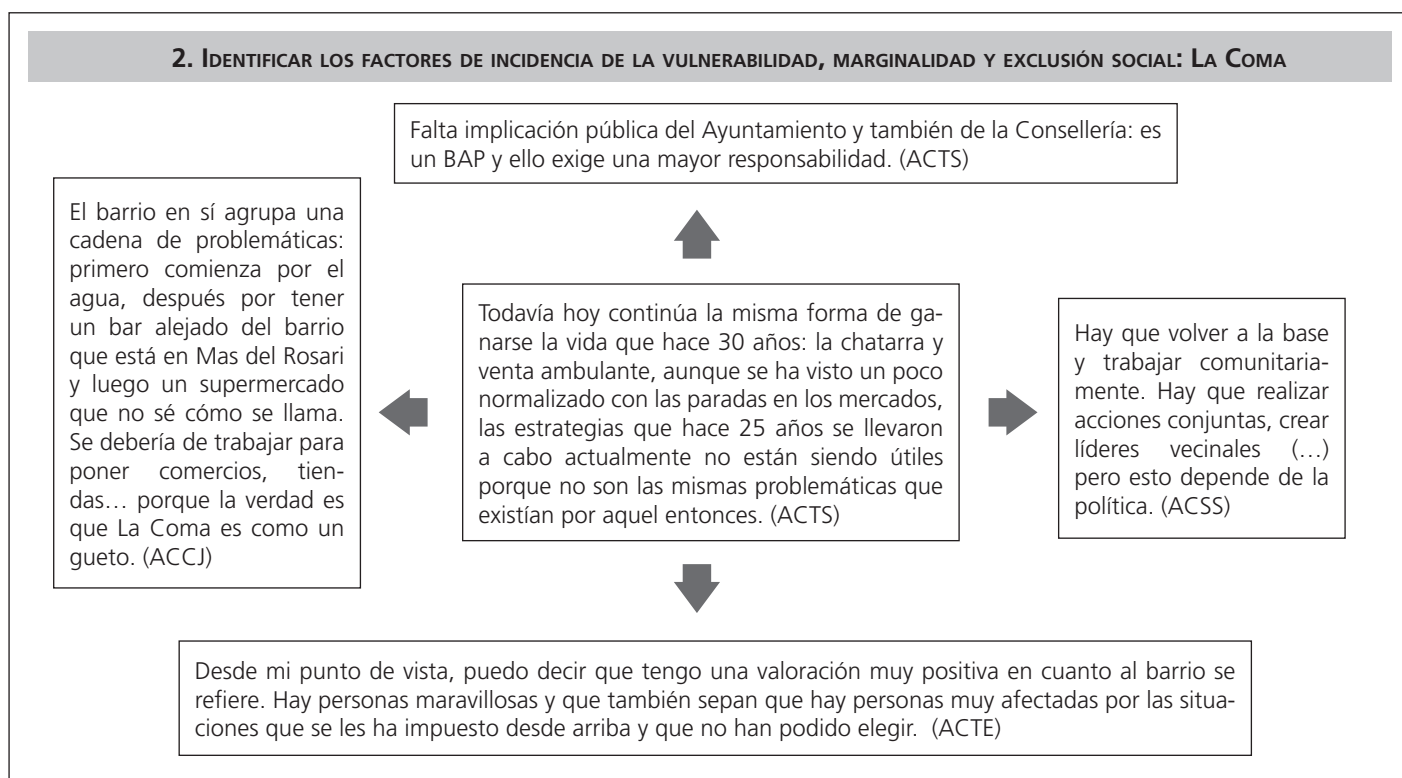 2. Identificar los factores de incidencia de la vulnerabilidad, marginalidad y exclusión social: La Coma
Falta implicación pública del Ayuntamiento y también de la Consellería: es
un BAP y ello exige una mayor responsabilidad. (ACTS)
El barrio en sí agrupa una
cadena de problemáticas:
primero comienza por el
agua, después por tener
un bar alejado del barrio
que está en Mas del Rosari
y luego un supermercado
que no sé cómo se llama.
Se debería de trabajar para
poner comercios, tien-
das… porque la verdad es
que La Coma es como un
gueto. (ACCJ)
Todavía hoy continúa la misma forma de ga-
narse la vida que hace 30 años: la chatarra y
venta ambulante, aunque se ha visto un poco
normalizado con las paradas en los mercados,
las estrategias que hace 25 años se llevaron
a cabo actualmente no están siendo útiles
porque no son las mismas problemáticas que
existían por aquel entonces. (ACTS)
Hay que volver a la base
y trabajar comunitaria-
mente. Hay que realizar
acciones conjuntas, crear
líderes vecinales (…)
pero esto depende de la
política. (ACSS)
Desde mi punto de vista, puedo decir que tengo una valoración muy positiva en cuanto al barrio se
refiere. Hay personas maravillosas y que también sepan que hay personas muy afectadas por las situa-
ciones que se les ha impuesto desde arriba y que no han podido elegir. (ACTE)